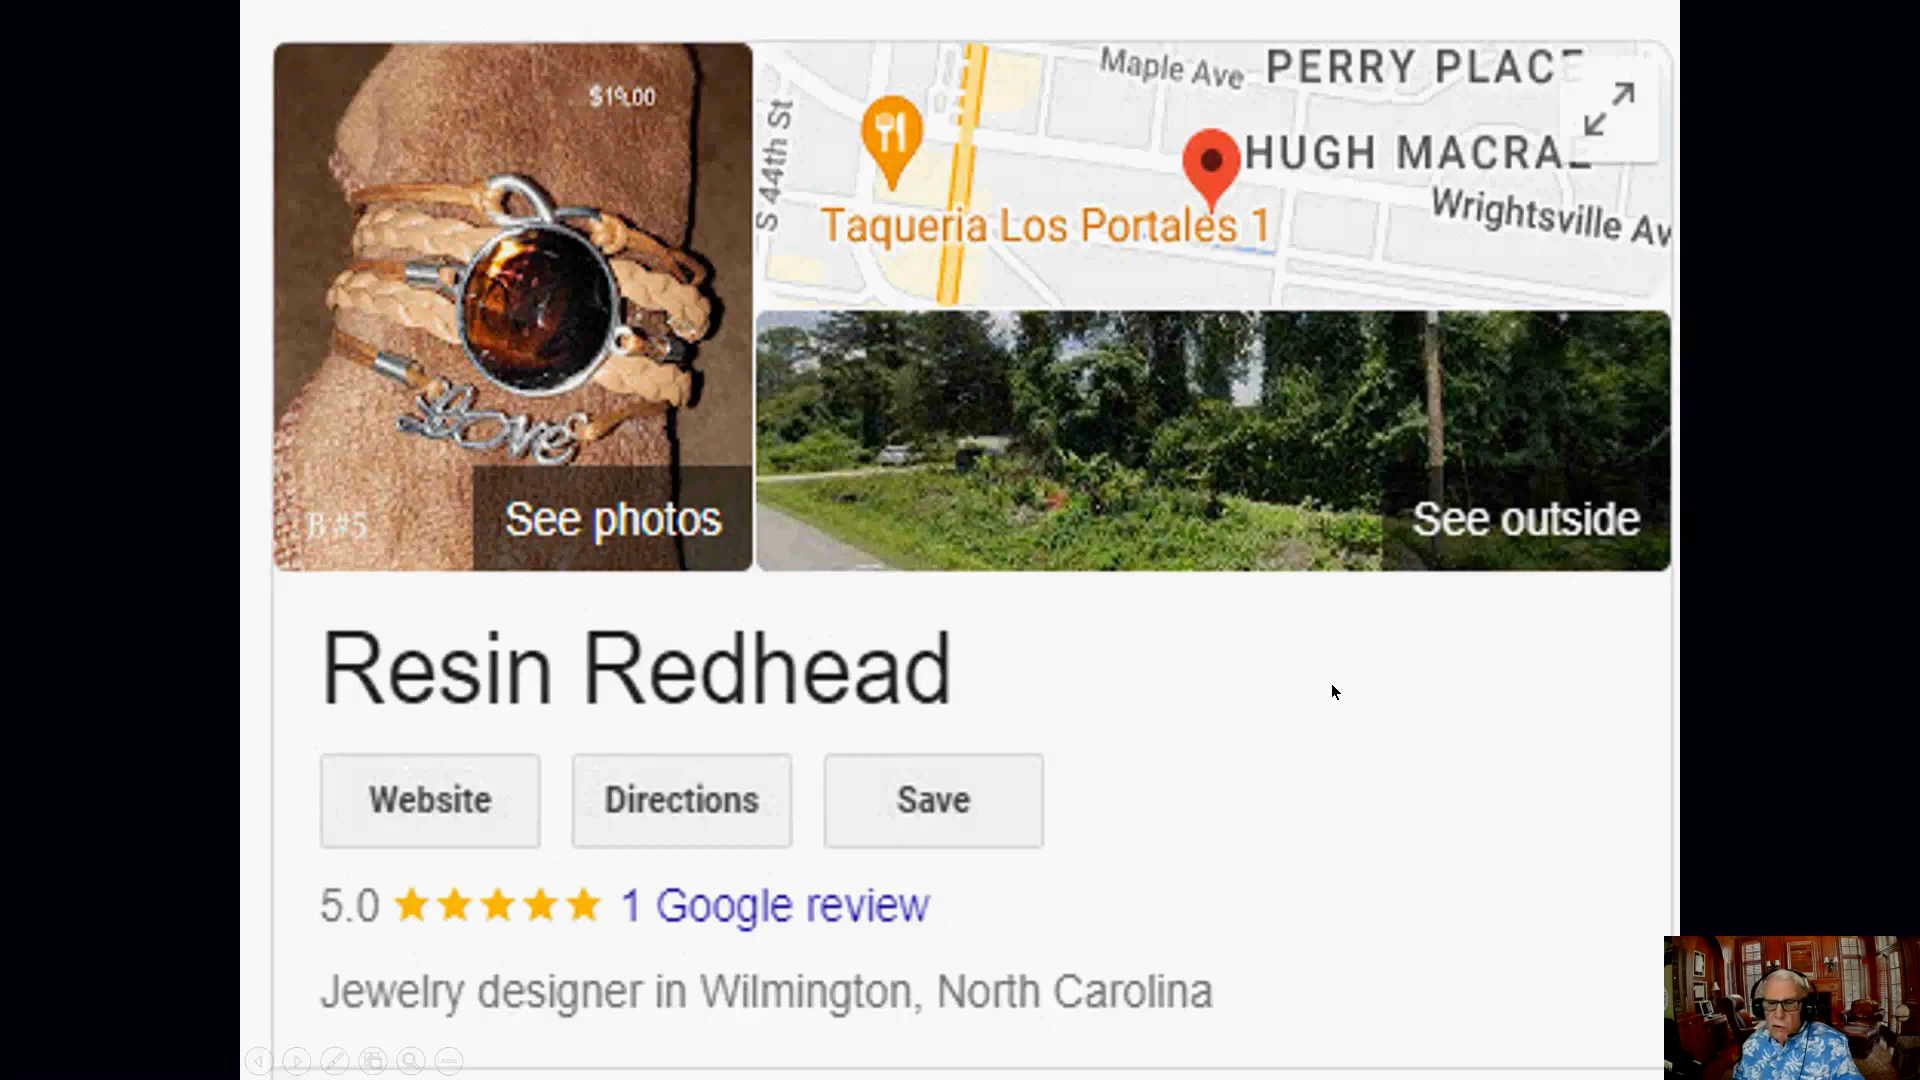 $19.00
Love
B #5
See photos
Maple Ave
PERRY PLACE
S 44th St
HUGH MACRAE
Wrightsville Av
Taqueria Los Portales 1
See outside
Resin Redhead
Website
Directions
Save
5.0
1 Google review
Jewelry designer in Wilmington, North Carolina